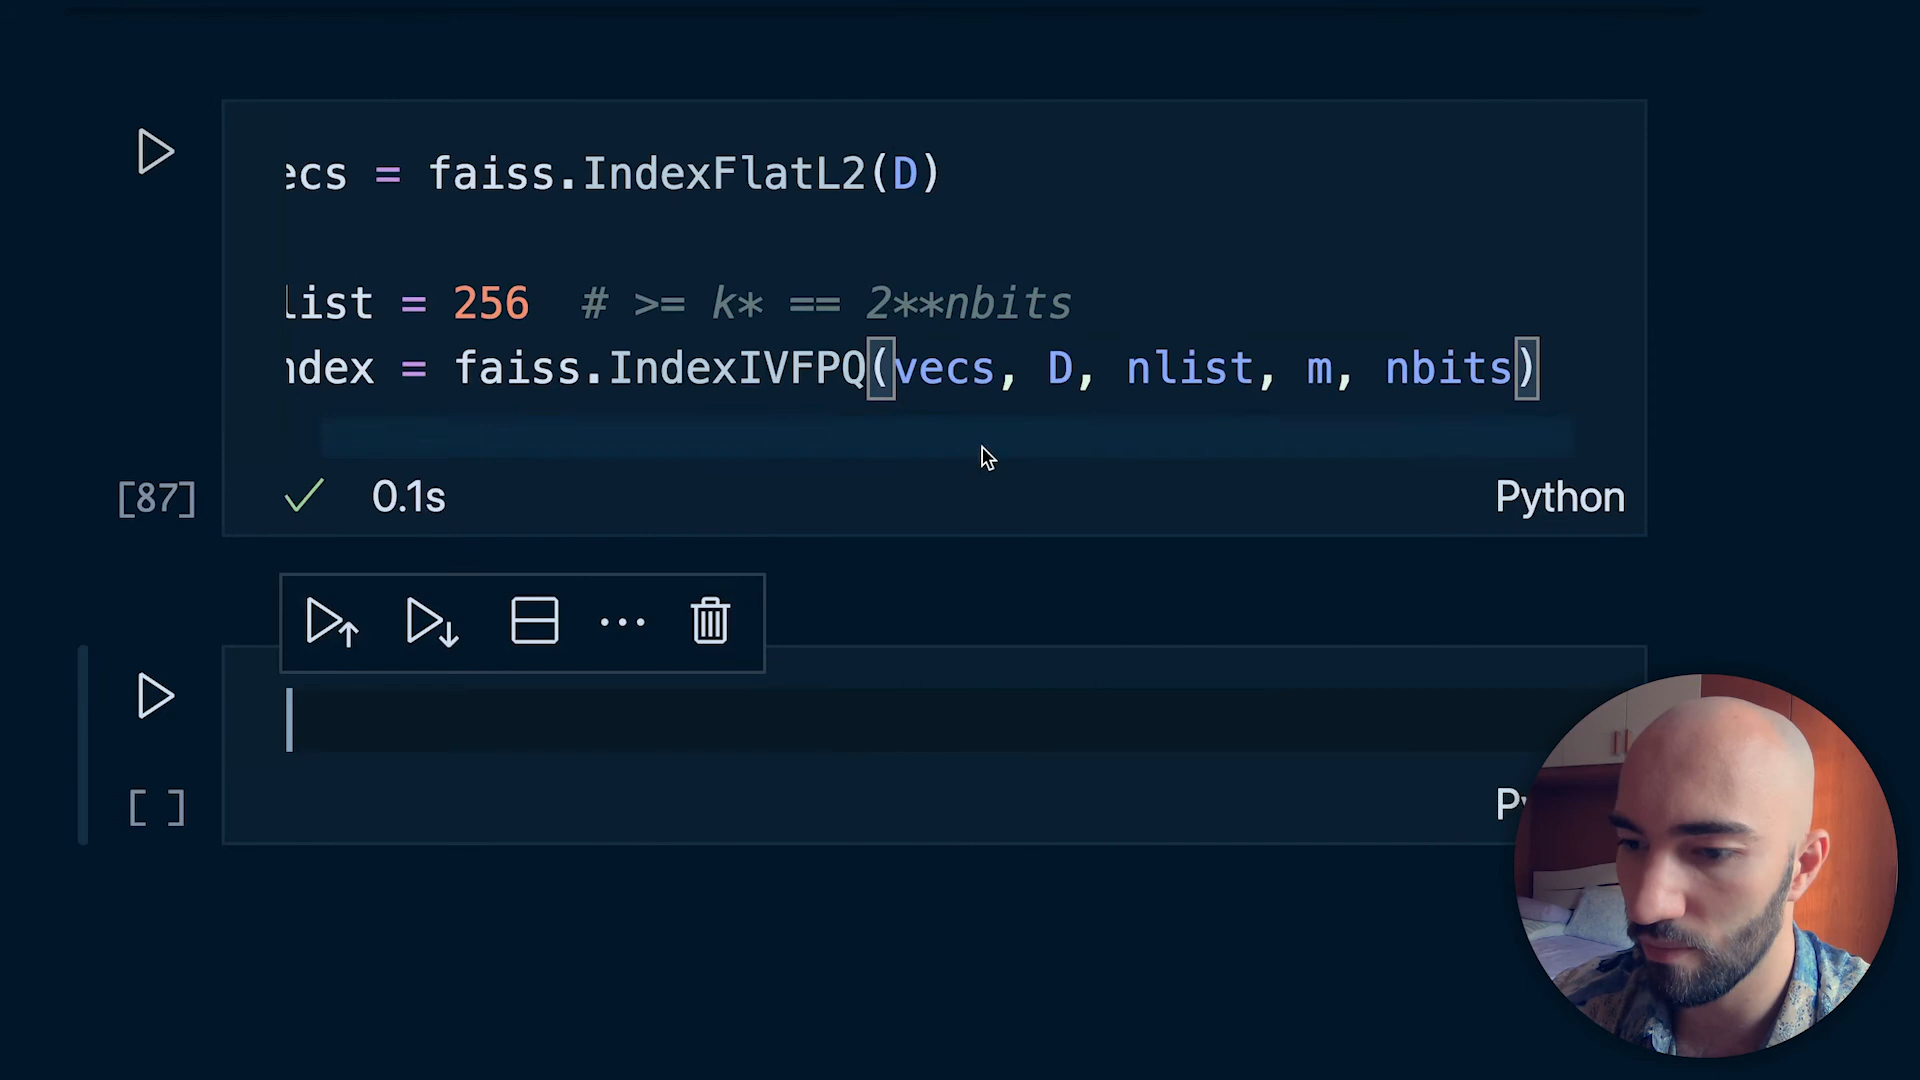 ecs = faiss.IndexFlatL2(D)
list = 256  # >= k* == 2**nbits
ndex = faiss.IndexIVFPQ(vecs, D, nlist, m, nbits)
[87]
0.1s
Python
[ ]